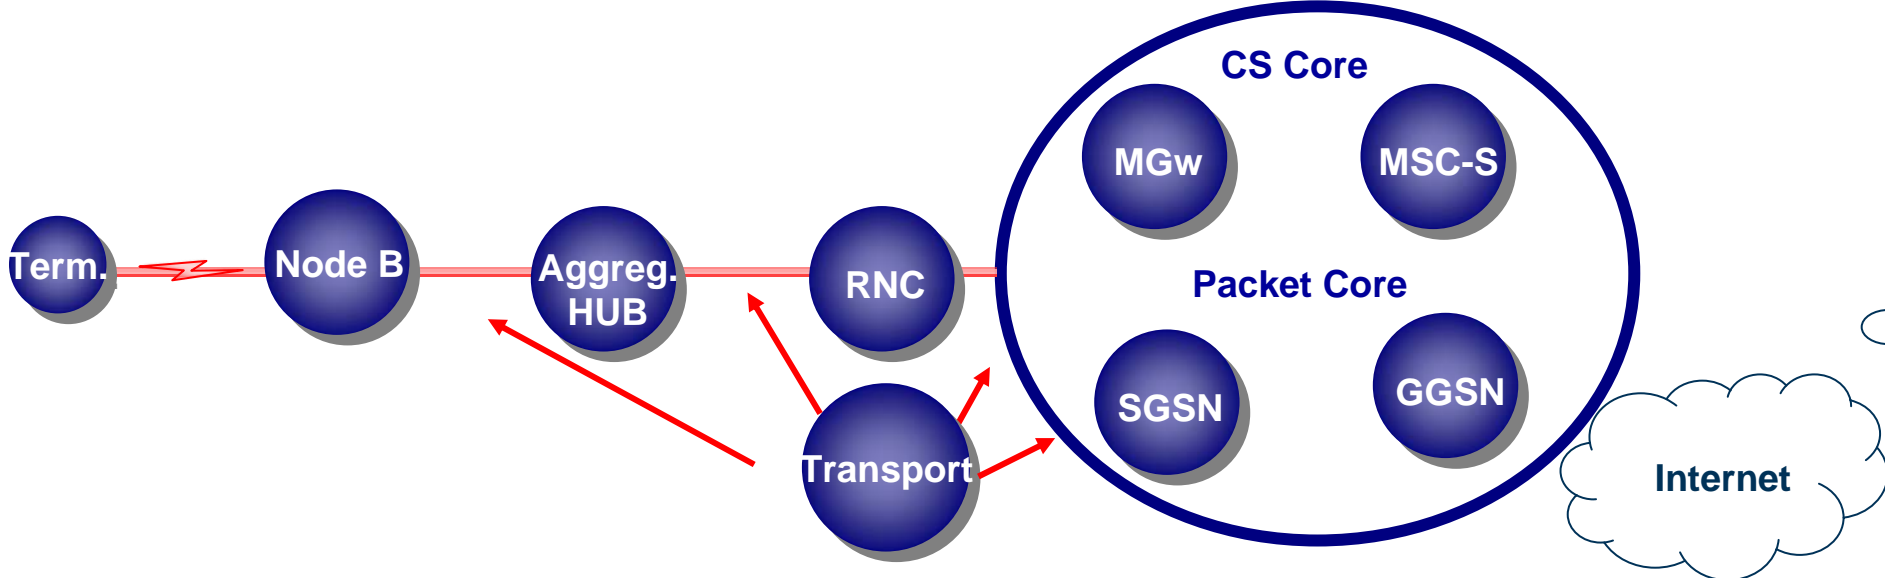 CS Core
MGw
MSC-S
Term.
Node B
Aggreg.
HUB
RNC
Packet Core
SGSN
GGSN
Transport
Internet